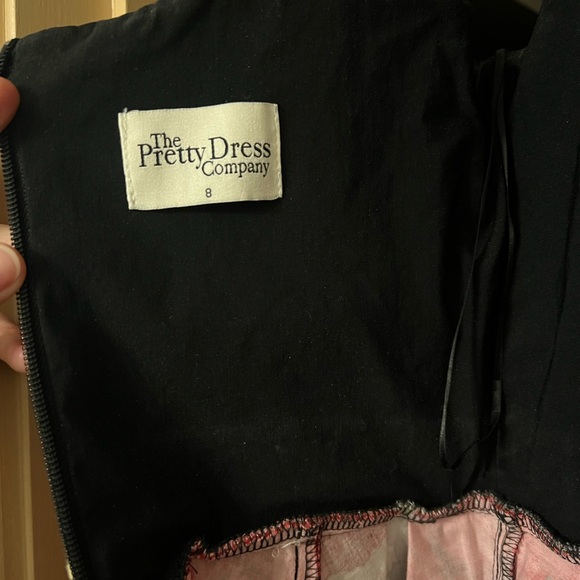 The
Pretty Dress
Company
8